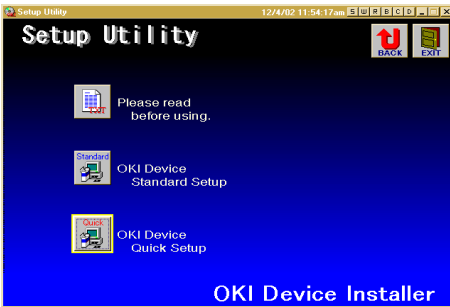 Setup Utility
12/4/02 11:54:17am S W R B C D
Setup Utility
BACK
EXIT
TEXT
Please read
before using.
Standard
OKI Device
Standard Setup
Quick
OKI Device
Quick Setup
OKI Device Installer